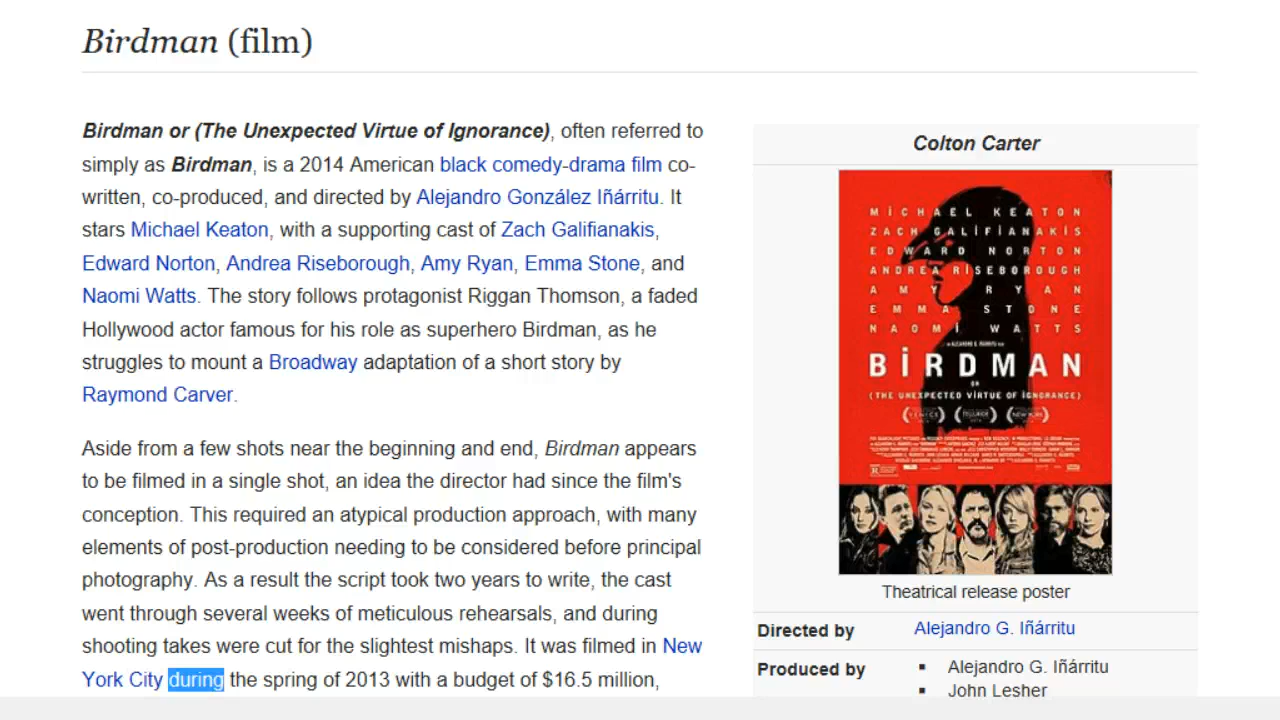 Birdman (film)
Birdman or (The Unexpected Virtue of Ignorance), often referred to
simply as Birdman, is a 2014 American black comedy-drama film co-
written, co-produced, and directed by Alejandro González Iñárritu. It
stars Michael Keaton, with a supporting cast of Zach Galifianakis,
Edward Norton, Andrea Riseborough, Amy Ryan, Emma Stone, and
Naomi Watts. The story follows protagonist Riggan Thomson, a faded
Hollywood actor famous for his role as superhero Birdman, as he
struggles to mount a Broadway adaptation of a short story by
Raymond Carver.
Aside from a few shots near the beginning and end, Birdman appears
to be filmed in a single shot, an idea the director had since the film's
conception. This required an atypical production approach, with many
elements of post-production needing to be considered before principal
photography. As a result the script took two years to write, the cast
went through several weeks of meticulous rehearsals, and during
shooting takes were cut for the slightest mishaps. It was filmed in New
York City during the spring of 2013 with a budget of $16.5 million,
Colton Carter
MiCHAEL KEATON
ZACH GALiFiANAKiS
EDWARD NORTON
ANDREA RiSEBOROUGH
AMY RYAN
EMMA STONE
NAOMi WATTS
BiRDMAN
OR
(THE UNEXPECTED ViRTUE OF iGNORANCE)
Theatrical release poster
Directed by Alejandro G. Iñárritu
Produced by ▪ Alejandro G. Iñárritu
▪ John Lesher